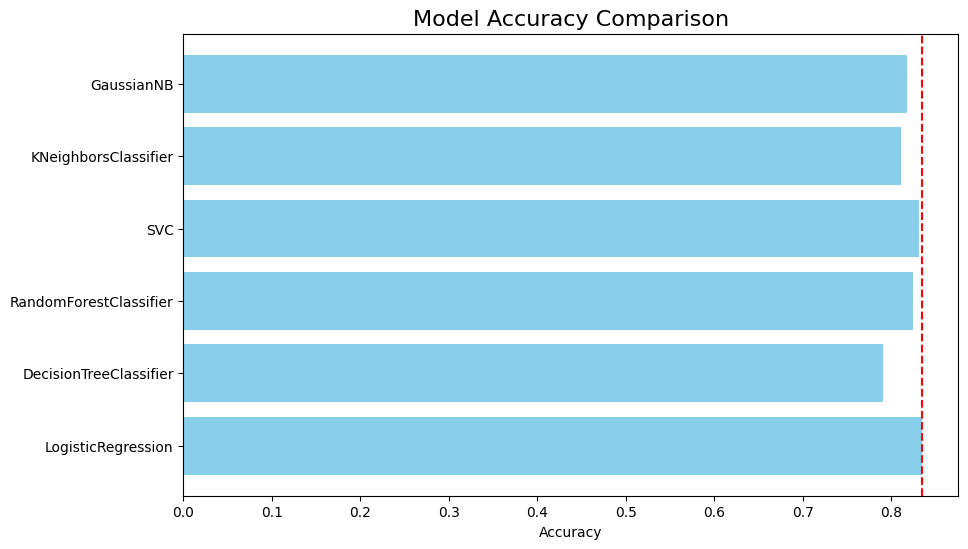 Model Accuracy Comparison
GaussianNB
KNeighborsClassifier
SVC
RandomForestClassifier
DecisionTreeClassifier
LogisticRegression
0.0 0.1 0.2 0.3 0.4 0.5 0.6 0.7 0.8
Accuracy